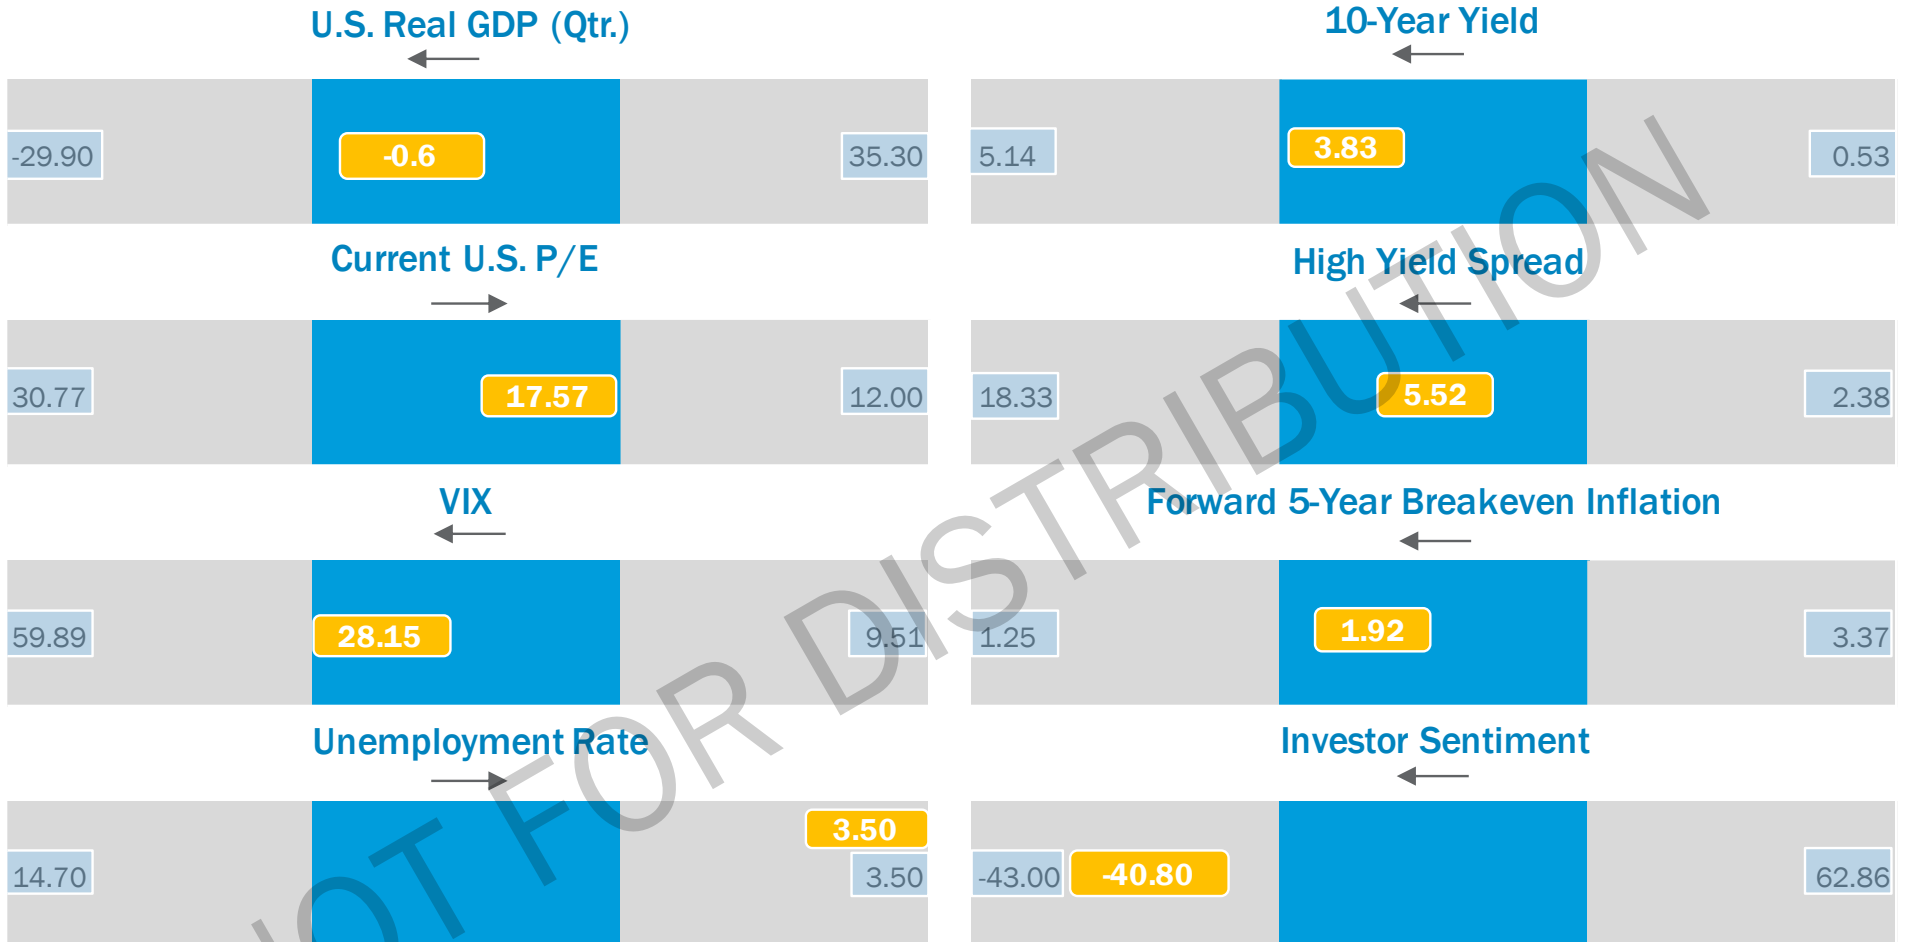 U.S. Real GDP (Qtr.)
-29.90
-0.6
35.30
10-Year Yield
5.14
3.83
0.53
Current U.S. P/E
30.77
17.57
12.00
High Yield Spread
18.33
5.52
2.38
VIX
59.89
28.15
9.51
Forward 5-Year Breakeven Inflation
1.25
1.92
3.37
Unemployment Rate
14.70
3.50
3.50
Investor Sentiment
-43.00
-40.80
62.86
NOT FOR DISTRIBUTION